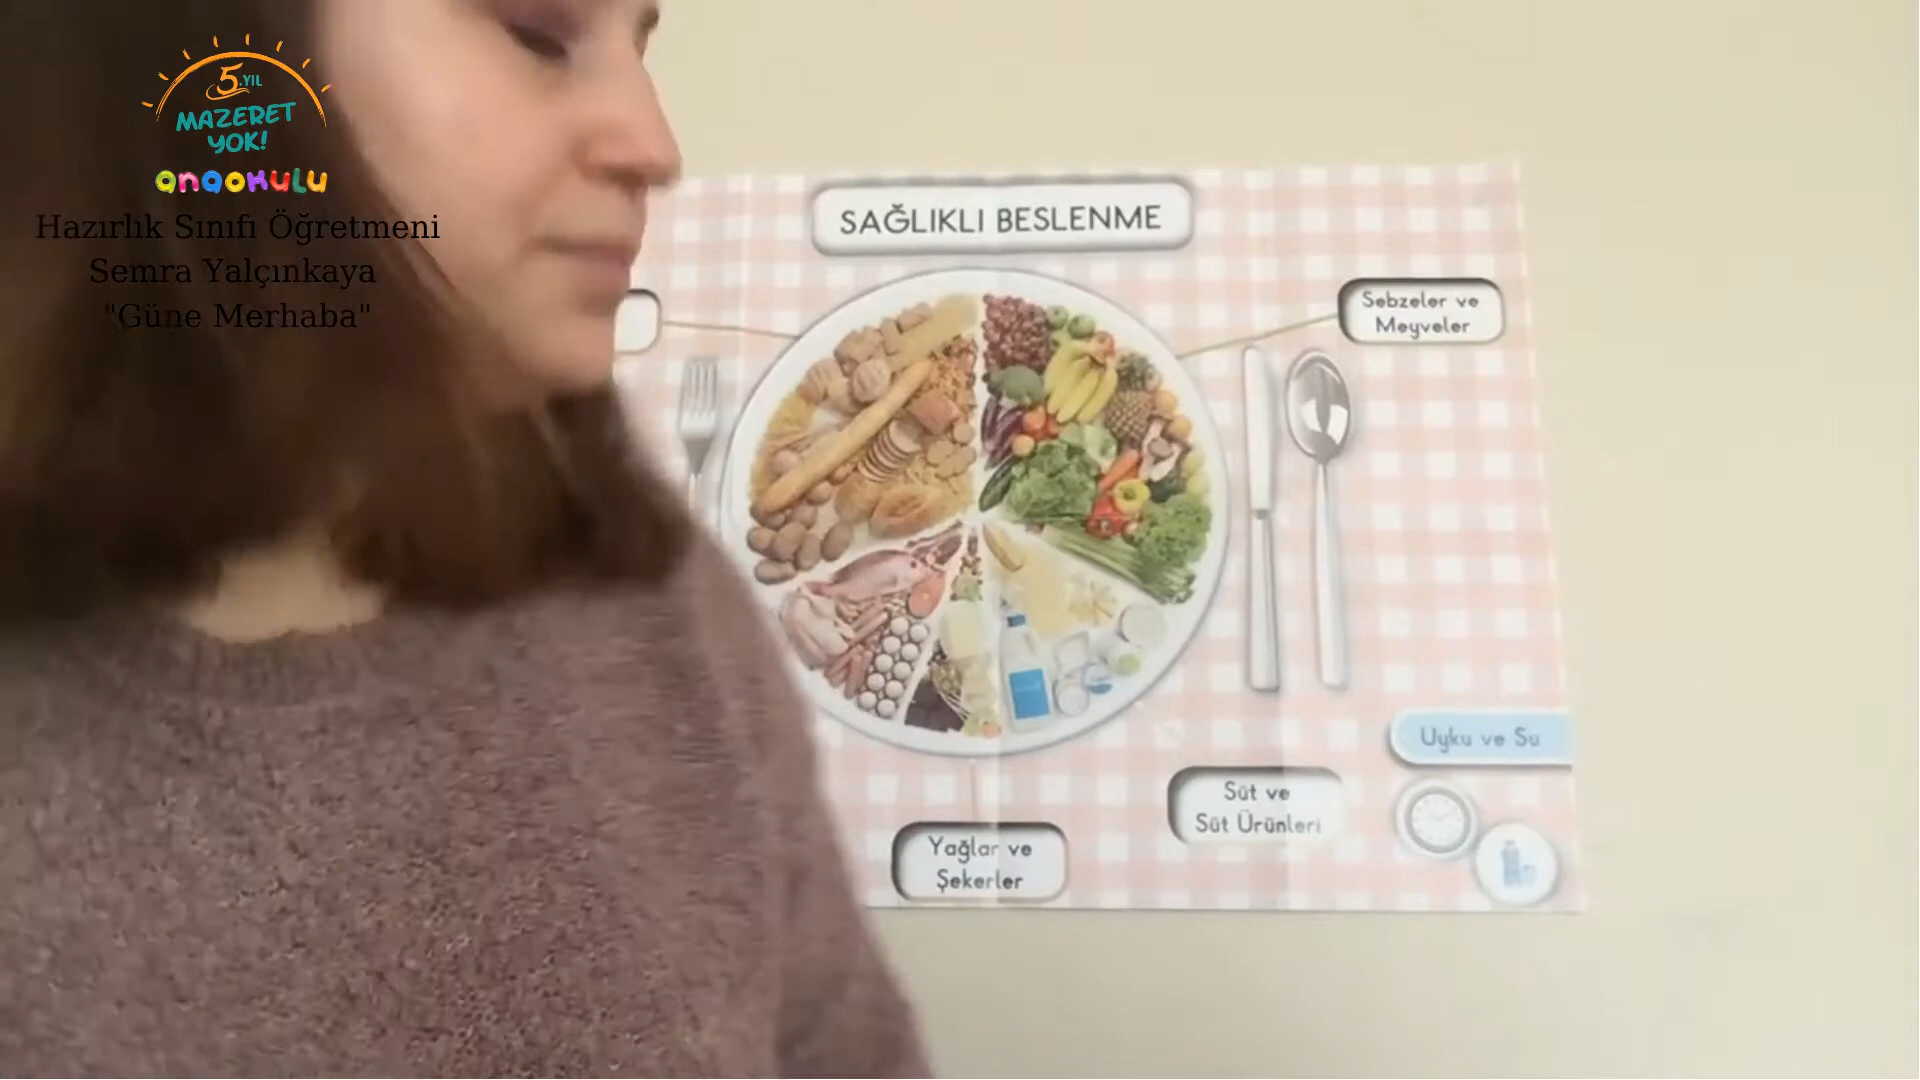 5.YIL
MAZERET
YOK!
anaokulu
Hazırlık Sınıfı Öğretmeni
Semra Yalçınkaya
"Güne Merhaba"
SAĞLIKLI BESLENME
Sebzeler ve
Meyveler
Uyku ve Su
Süt ve
Süt Ürünleri
Yağlar ve
Şekerler